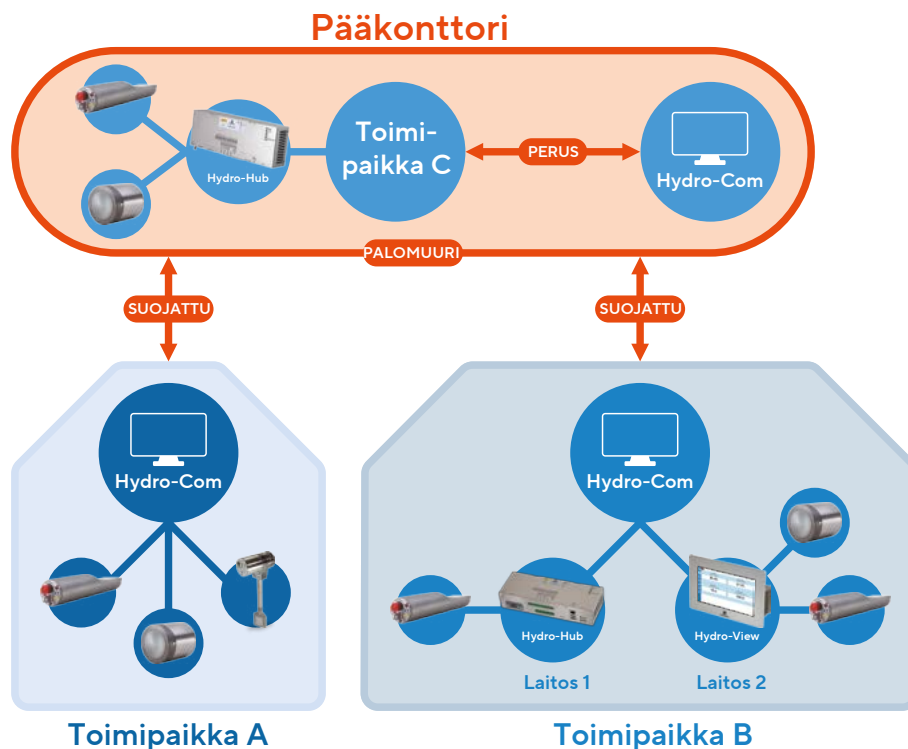 Pääkonttori
Hydro-Hub
Toimi-
paikka C
PERUS
Hydro-Com
PALOMUURI
SUOJATTU
SUOJATTU
Hydro-Com
Toimipaikka A
Hydro-Com
Hydro-Hub
Hydro-View
Laitos 1
Laitos 2
Toimipaikka B